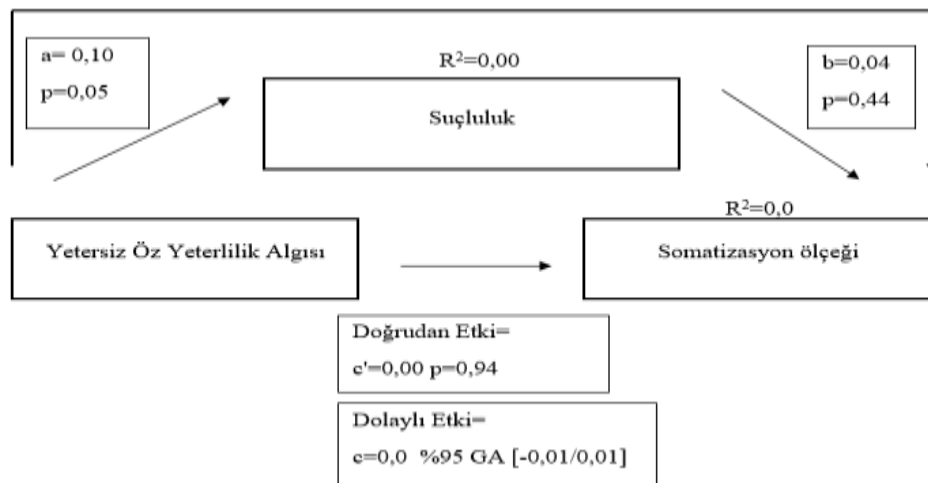 a= 0,10
p=0,05
R²=0,00
Suçluluk
b=0,04
p=0,44
R²=0,0
Yetersiz Öz Yeterlilik Algısı
Somatizasyon ölçeği
Doğrudan Etki=
c'=0,00 p=0,94
Dolaylı Etki=
c=0,0 %95 GA [-0,01/0,01]